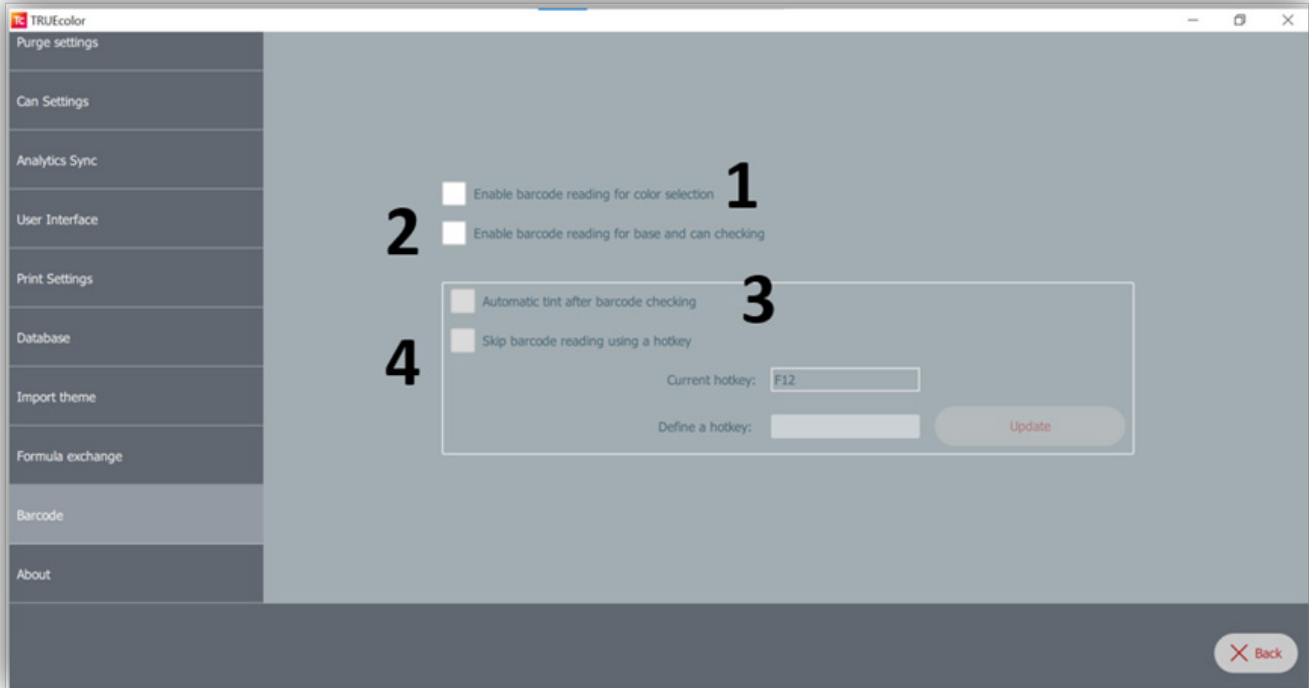 Tc TRUEcolor
Purge settings
Can Settings
Analytics Sync
User Interface
Print Settings
Database
Import theme
Formula exchange
Barcode
About
Enable barcode reading for color selection 1
2 Enable barcode reading for base and can checking
Automatic tint after barcode checking 3
4 Skip barcode reading using a hotkey
Current hotkey: F12
Define a hotkey: Update
Back